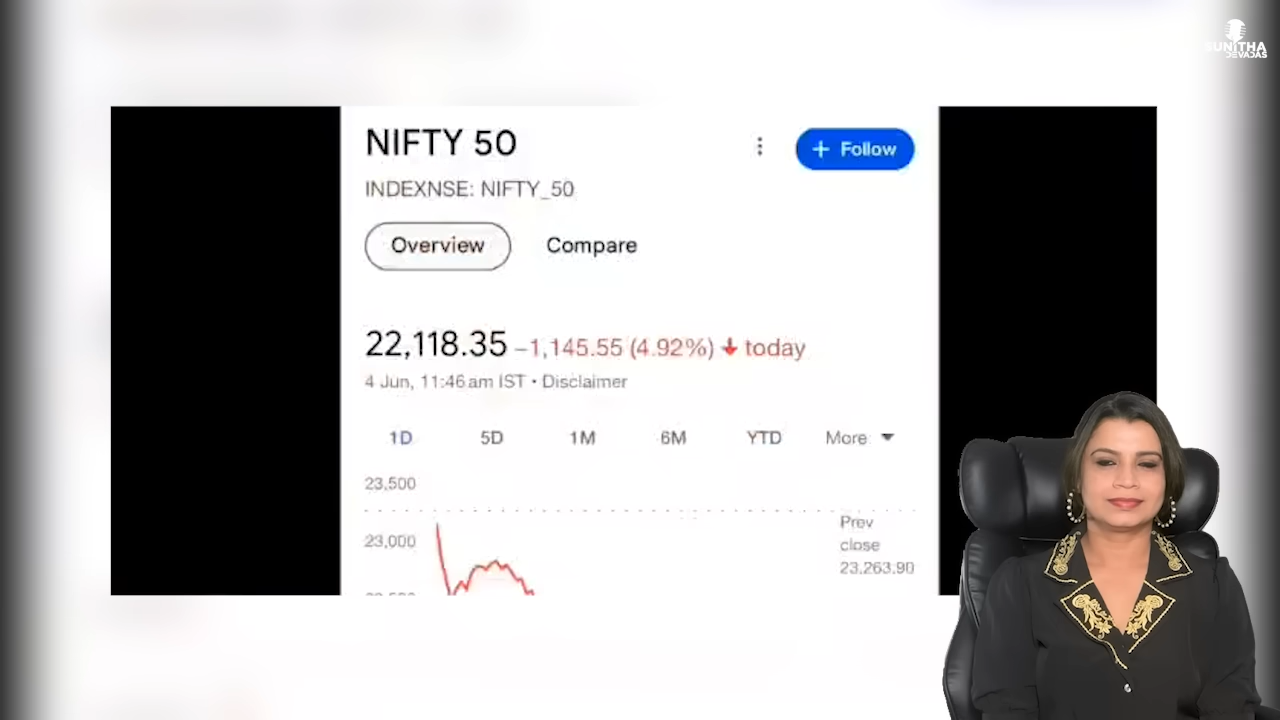 SUNITHA
DEVADAS
NIFTY 50
+ Follow
INDEXNSE: NIFTY_50
Overview Compare
22,118.35 –1,145.55 (4.92%) ↓ today
4 Jun, 11:46 am IST • Disclaimer
1D 5D 1M 6M YTD More
23,500
Prev
close
23,263.90
23,000